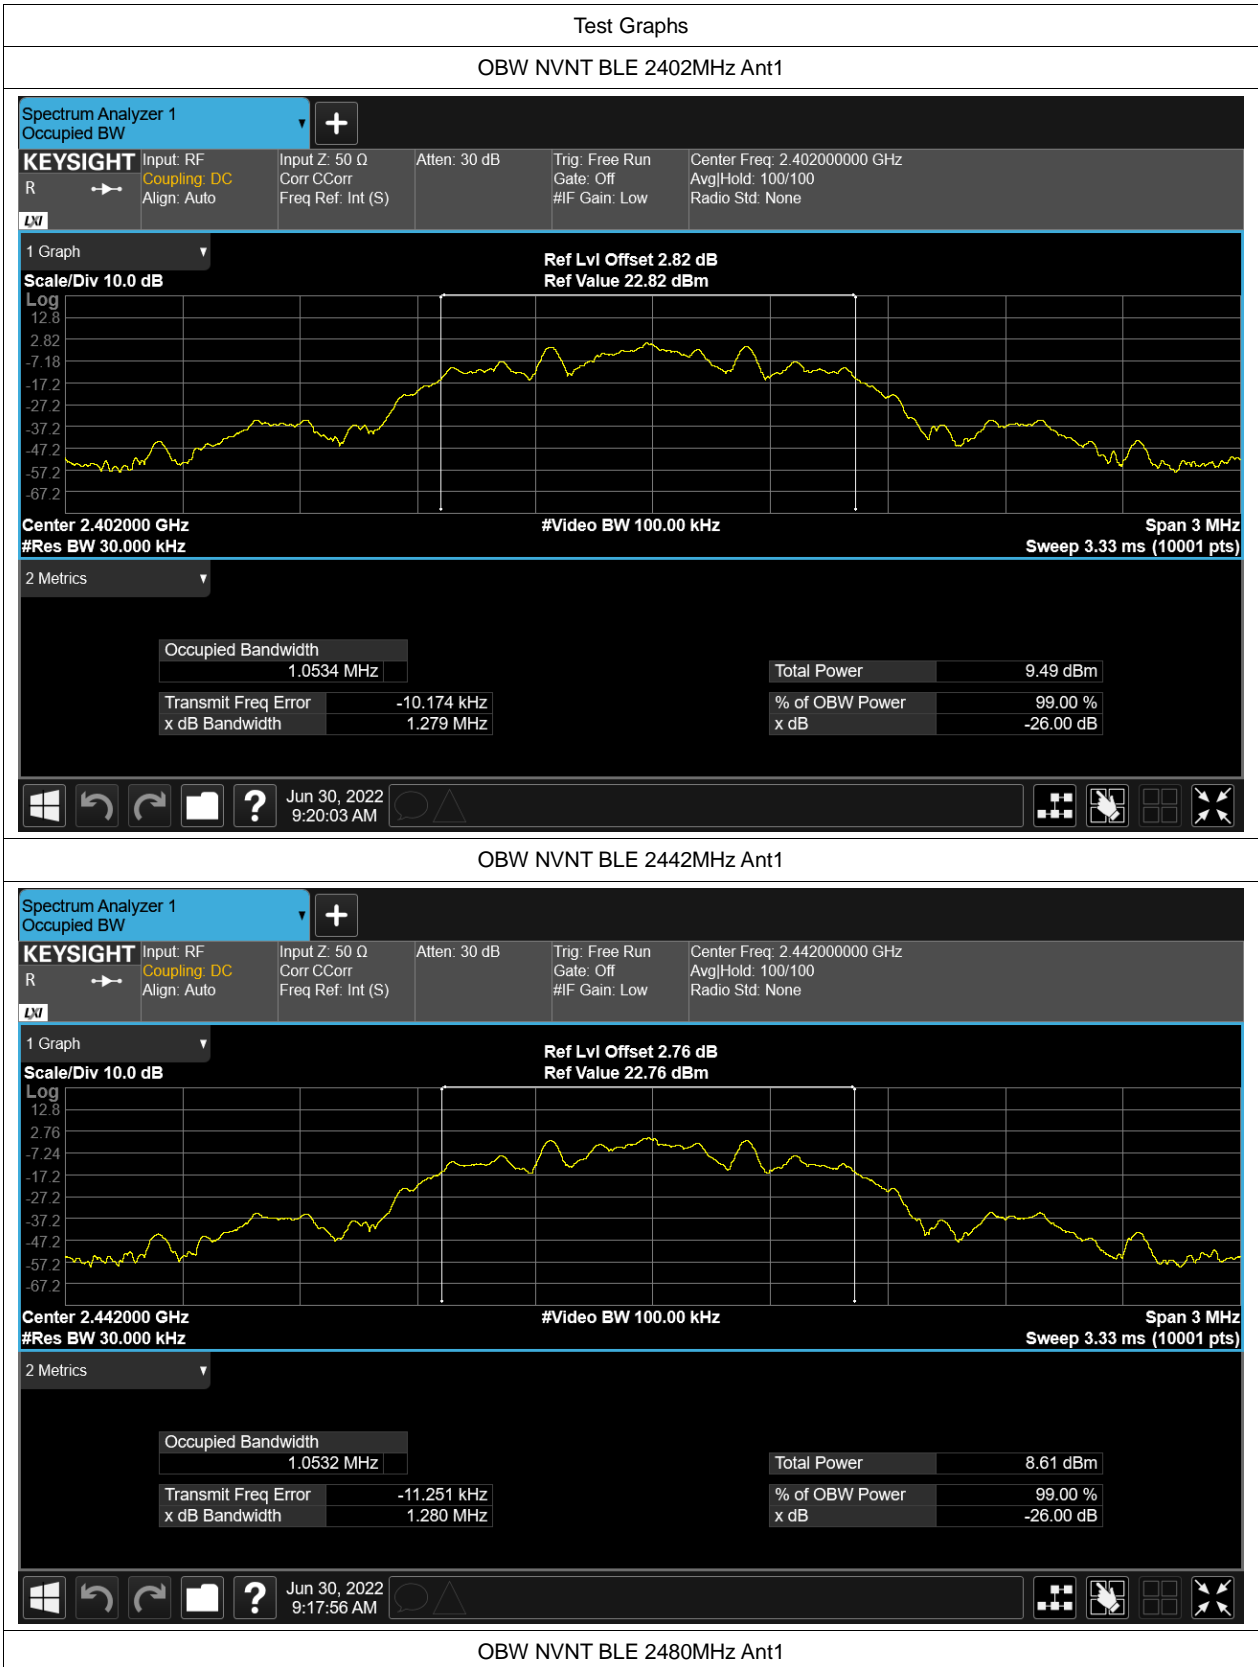 Test Graphs
OBW NVNT BLE 2402MHz Ant1
Spectrum Analyzer 1
Occupied BW
KEYSIGHT
R
LXI
Input: RF
Coupling: DC
Align: Auto
Input Z: 50 Ω
Corr CCorr
Freq Ref: Int (S)
Atten: 30 dB
Trig: Free Run
Gate: Off
#IF Gain: Low
Center Freq: 2.402000000 GHz
Avg|Hold: 100/100
Radio Std: None
1 Graph
Scale/Div 10.0 dB
Ref Lvl Offset 2.82 dB
Ref Value 22.82 dBm
Log
12.8
2.82
-7.18
-17.2
-27.2
-37.2
-47.2
-57.2
-67.2
Center 2.402000 GHz
#Video BW 100.00 kHz
Span 3 MHz
#Res BW 30.000 kHz
Sweep 3.33 ms (10001 pts)
2 Metrics
Occupied Bandwidth
1.0534 MHz
Total Power 9.49 dBm
Transmit Freq Error -10.174 kHz
% of OBW Power 99.00 %
x dB Bandwidth 1.279 MHz
x dB -26.00 dB
?
Jun 30, 2022
9:20:03 AM
OBW NVNT BLE 2442MHz Ant1
Spectrum Analyzer 1
Occupied BW
KEYSIGHT
R
LXI
Input: RF
Coupling: DC
Align: Auto
Input Z: 50 Ω
Corr CCorr
Freq Ref: Int (S)
Atten: 30 dB
Trig: Free Run
Gate: Off
#IF Gain: Low
Center Freq: 2.442000000 GHz
Avg|Hold: 100/100
Radio Std: None
1 Graph
Scale/Div 10.0 dB
Ref Lvl Offset 2.76 dB
Ref Value 22.76 dBm
Log
12.8
2.76
-7.24
-17.2
-27.2
-37.2
-47.2
-57.2
-67.2
Center 2.442000 GHz
#Video BW 100.00 kHz
Span 3 MHz
#Res BW 30.000 kHz
Sweep 3.33 ms (10001 pts)
2 Metrics
Occupied Bandwidth
1.0532 MHz
Total Power 8.61 dBm
Transmit Freq Error -11.251 kHz
% of OBW Power 99.00 %
x dB Bandwidth 1.280 MHz
x dB -26.00 dB
?
Jun 30, 2022
9:17:56 AM
OBW NVNT BLE 2480MHz Ant1